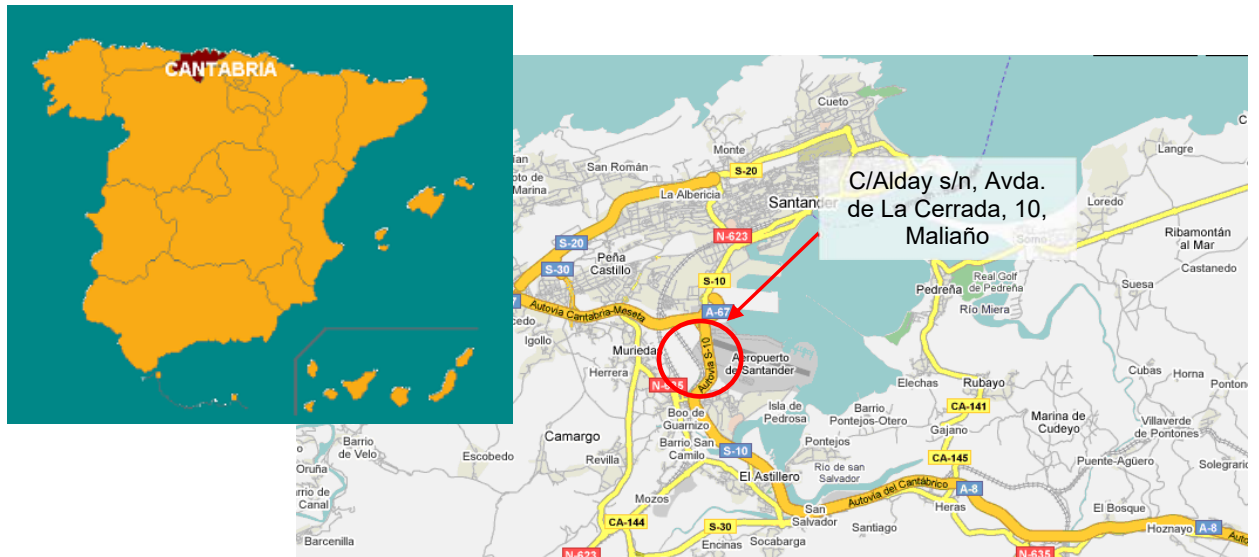 CANTABRIA
Cueto
Langre
San Román
Monte
S-20
de Marina
La Albericia
Santander
C/Alday s/n, Avda.
de La Cerrada, 10,
Maliaño
Loredo
N-623
Somo
Ribamontán
al Mar
S-20
Peña
Castillo
S-30
S-10
Real Golf
de Pedreña
Castanedo
Pedreña
Suesa
Río Miera
Autovía Cantabria-Meseta
A-67
Igollo
Murieda
Autovía S-10
Aeropuerto
de Santander
Herrera
N-635
Elechas
Rubayo
Cubas
Horna
CA-141
Boo de
Guarnizo
Isla de
Pedrosa
Barrio
Pontejos-Otero
Marina de
Cudeyo
Villaverde
de Pontones
Gajano
Camargo
Barrio San
Camilo
Barrio
de Velo
Escobedo
Revilla
S-10
Pontejos
CA-145
Puente-Agüero
Solegrario
El Astillero
Río de san
Salvador
Autovía del Cantábrico
A-8
Mozos
San
Salvador
Heras
El Bosque
CA-144
S-30
Santiago
Hoznayo
A-8
Barcenilla
Encinas
Socabarga
N-623
N-635